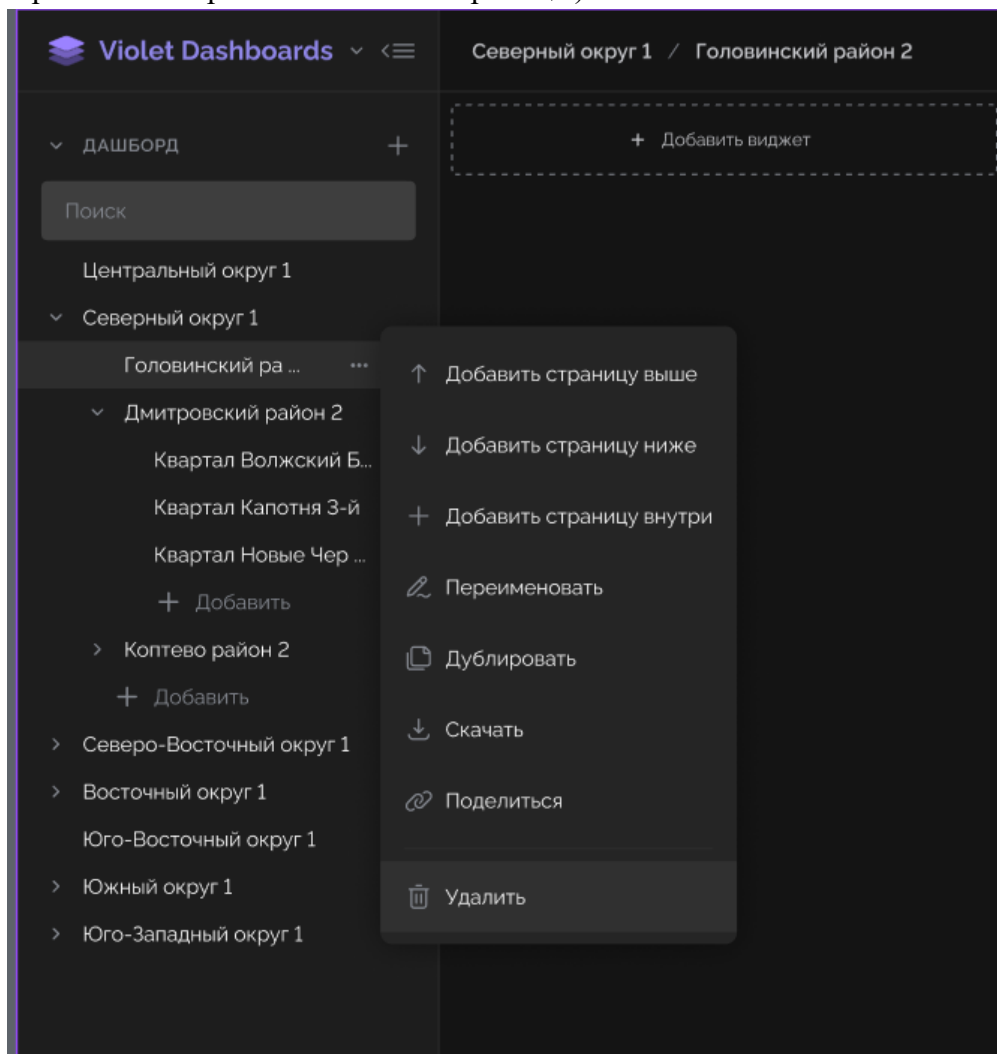 Violet Dashboards
Северный округ 1 / Головинский район 2
ДАШБОРД
+ Добавить виджет
Поиск
Центральный округ 1
Северный округ 1
Головинский ра ...
Дмитровский район 2
Квартал Волжский Б...
Квартал Капотня 3-й
Квартал Новые Чер ...
+ Добавить
Коптево район 2
+ Добавить
Северо-Восточный округ 1
Восточный округ 1
Юго-Восточный округ 1
Южный округ 1
Юго-Западный округ 1
Добавить страницу выше
Добавить страницу ниже
Добавить страницу внутри
Переименовать
Дублировать
Скачать
Поделиться
Удалить